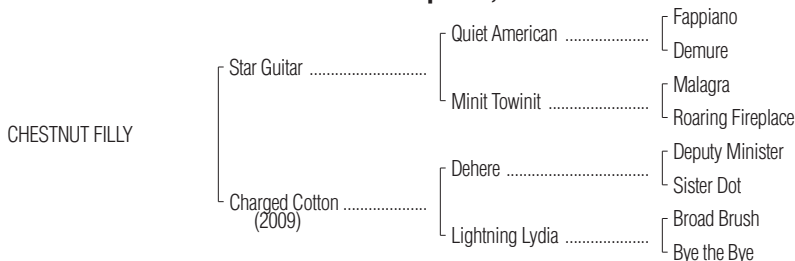 Fappiano
Quiet American ....................
Demure
Star Guitar ............................
Malagra
Minit Towinit ........................
Roaring Fireplace
CHESTNUT FILLY
Deputy Minister
Dehere ..................................
Sister Dot
Charged Cotton ....................
(2009)
Broad Brush
Lightning Lydia ....................
Bye the Bye